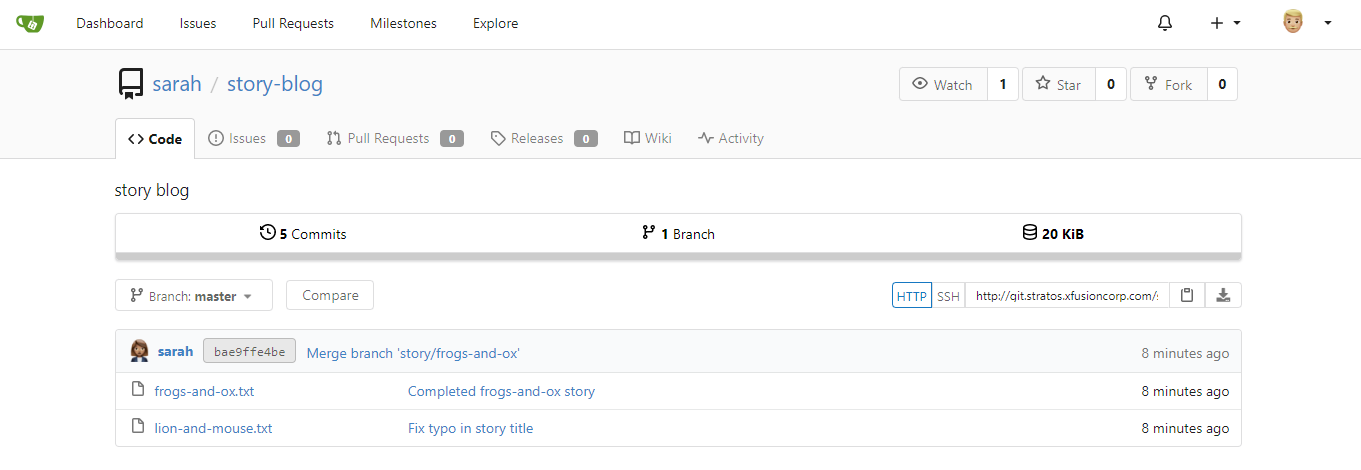 Dashboard Issues Pull Requests Milestones Explore
sarah / story-blog
Watch 1 Star 0 Fork 0
Code Issues 0 Pull Requests 0 Releases 0 Wiki Activity
story blog
5 Commits 1 Branch 20 KiB
Branch: master Compare HTTP SSH http://git.stratos.xfusioncorp.com/
sarah bae9ffe4be Merge branch 'story/frogs-and-ox' 8 minutes ago
frogs-and-ox.txt Completed frogs-and-ox story 8 minutes ago
lion-and-mouse.txt Fix typo in story title 8 minutes ago